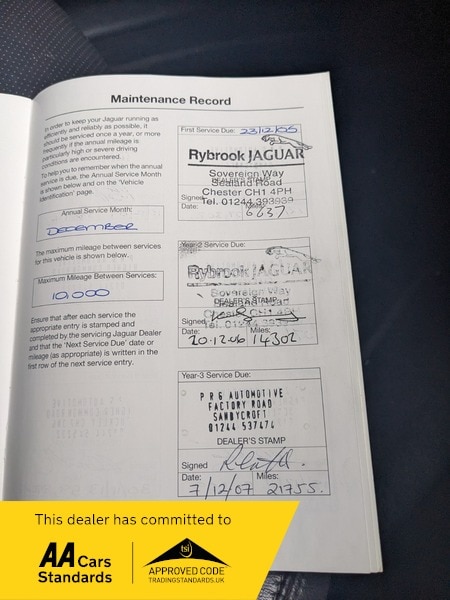 Maintenance Record
In order to keep your Jaguar running as
efficiently and reliably as possible, it
should be serviced once a year, or more
frequently if the annual mileage is
particularly high or severe driving
conditions are encountered.
To help you to remember when the annual
service is due, the Annual Service Month
is shown below and on the 'Vehicle
Identification' page.
Annual Service Month:
DECEMBER
The maximum mileage between services
for this vehicle is shown below.
Maximum Mileage Between Services:
10,000
Ensure that after each service the
appropriate entry is stamped and
completed by the servicing Jaguar Dealer
and that the 'Next Service Due' date or
mileage (as appropriate) is written in the
first row of the next service entry.
First Service Due: 23/12/05
Rybrook JAGUAR
Sovereign Way
DEALER'S STAMP
Sealand Road
Chester CH1 4PH
Signed
Tel. 01244 393939
Date:
6637
Year-2 Service Due:
Rybrook JAGUAR
Sovereign Way
DEALER'S STAMP
Sealand Road
Signed
Date: Miles:
20.12.06 14302
Year-3 Service Due:
P R G AUTOMOTIVE
FACTORY ROAD
SANDYCROFT
01244 537474
DEALER'S STAMP
Signed
Date: Miles:
7/12/07 21755.
This dealer has committed to
AA Cars
Standards
tsi
APPROVED CODE
TRADINGSTANDARDS.UK